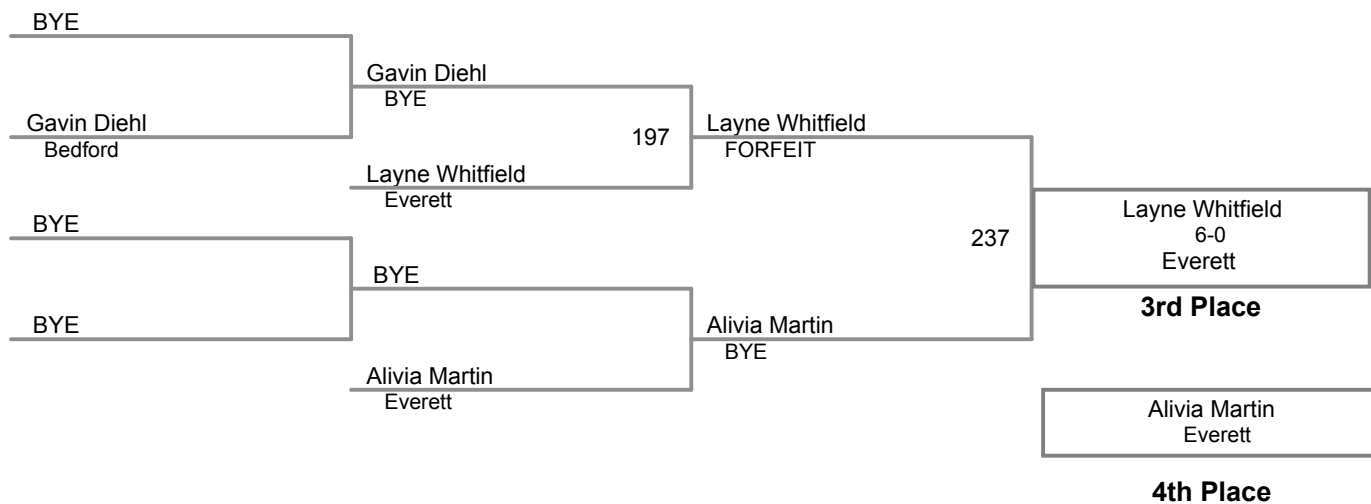 BYE
Gavin Diehl
BYE
Gavin Diehl
Bedford
197
Layne Whitfield
FORFEIT
Layne Whitfield
Everett
BYE
237
Layne Whitfield
6-0
Everett
3rd Place
BYE
BYE
Alivia Martin
BYE
Alivia Martin
Everett
Alivia Martin
Everett
4th Place